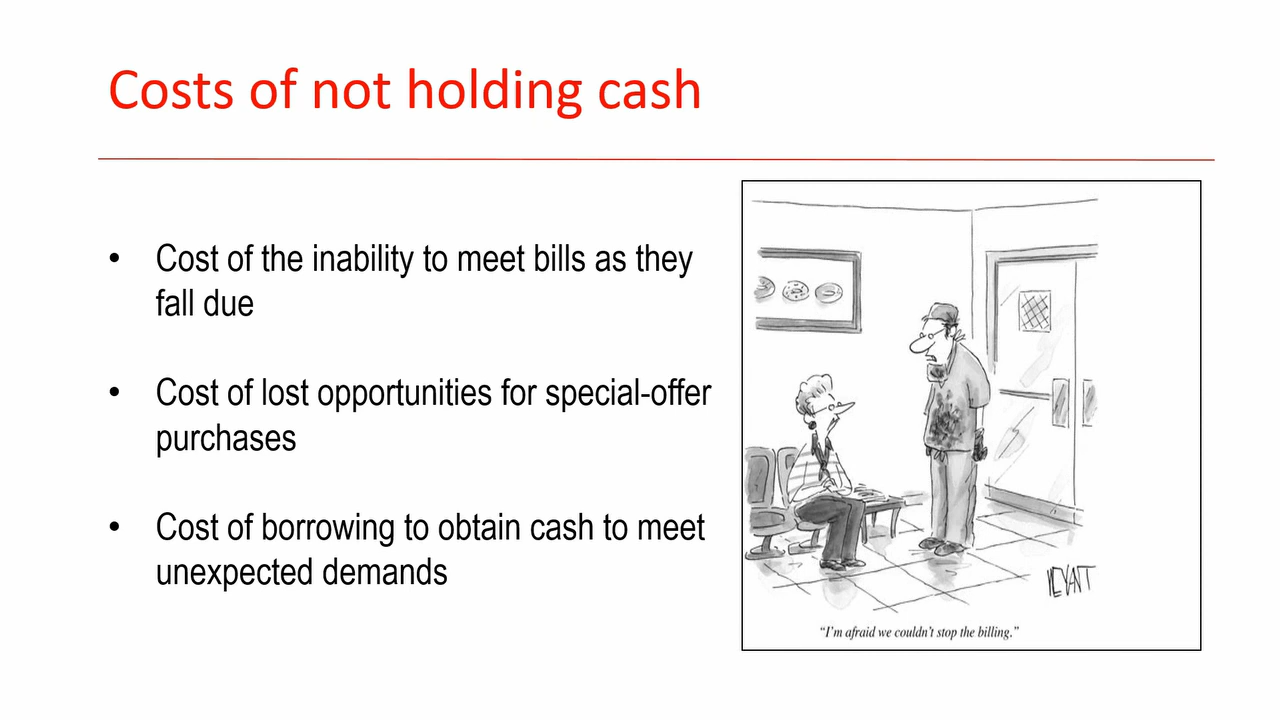 Costs of not holding cash
• Cost of the inability to meet bills as they
fall due
• Cost of lost opportunities for special-offer
purchases
• Cost of borrowing to obtain cash to meet
unexpected demands
"I'm afraid we couldn't stop the billing."